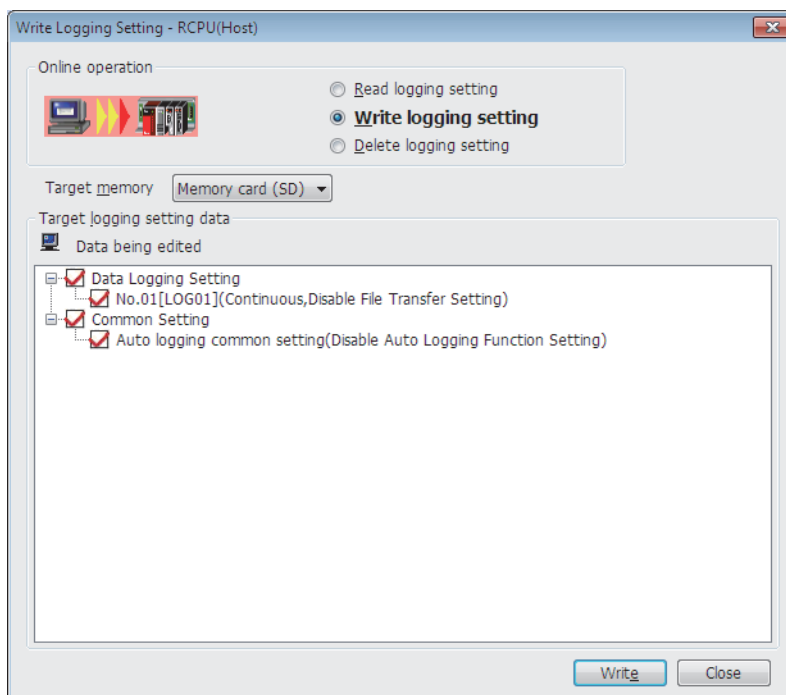 Write Logging Setting - RCPU(Host)
Online operation
Read logging setting
Write logging setting
Delete logging setting
Target memory Memory card (SD)
Target logging setting data
Data being edited
Data Logging Setting
No.01[LOG01](Continuous,Disable File Transfer Setting)
Common Setting
Auto logging common setting(Disable Auto Logging Function Setting)
Write Close